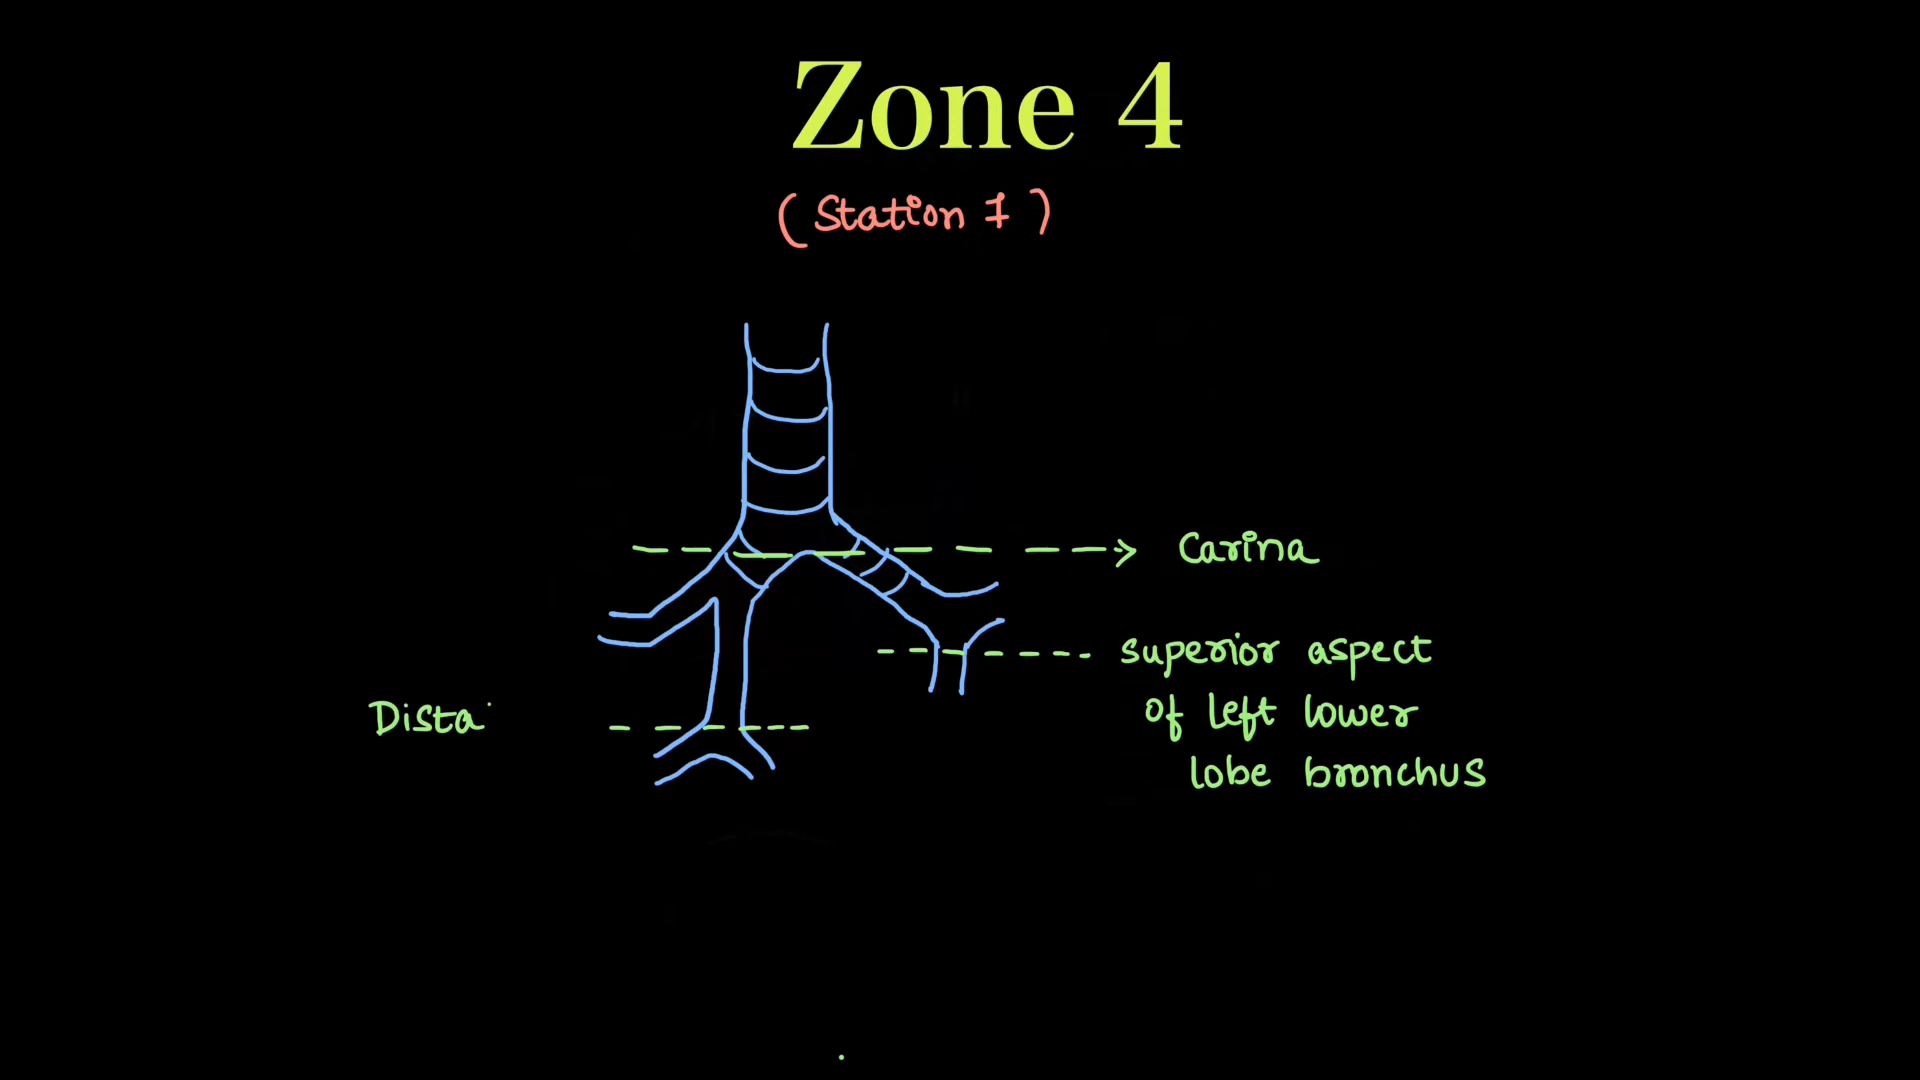 Zone 4
(Station 7)
Carina
superior aspect
of left lower
lobe bronchus
Dista